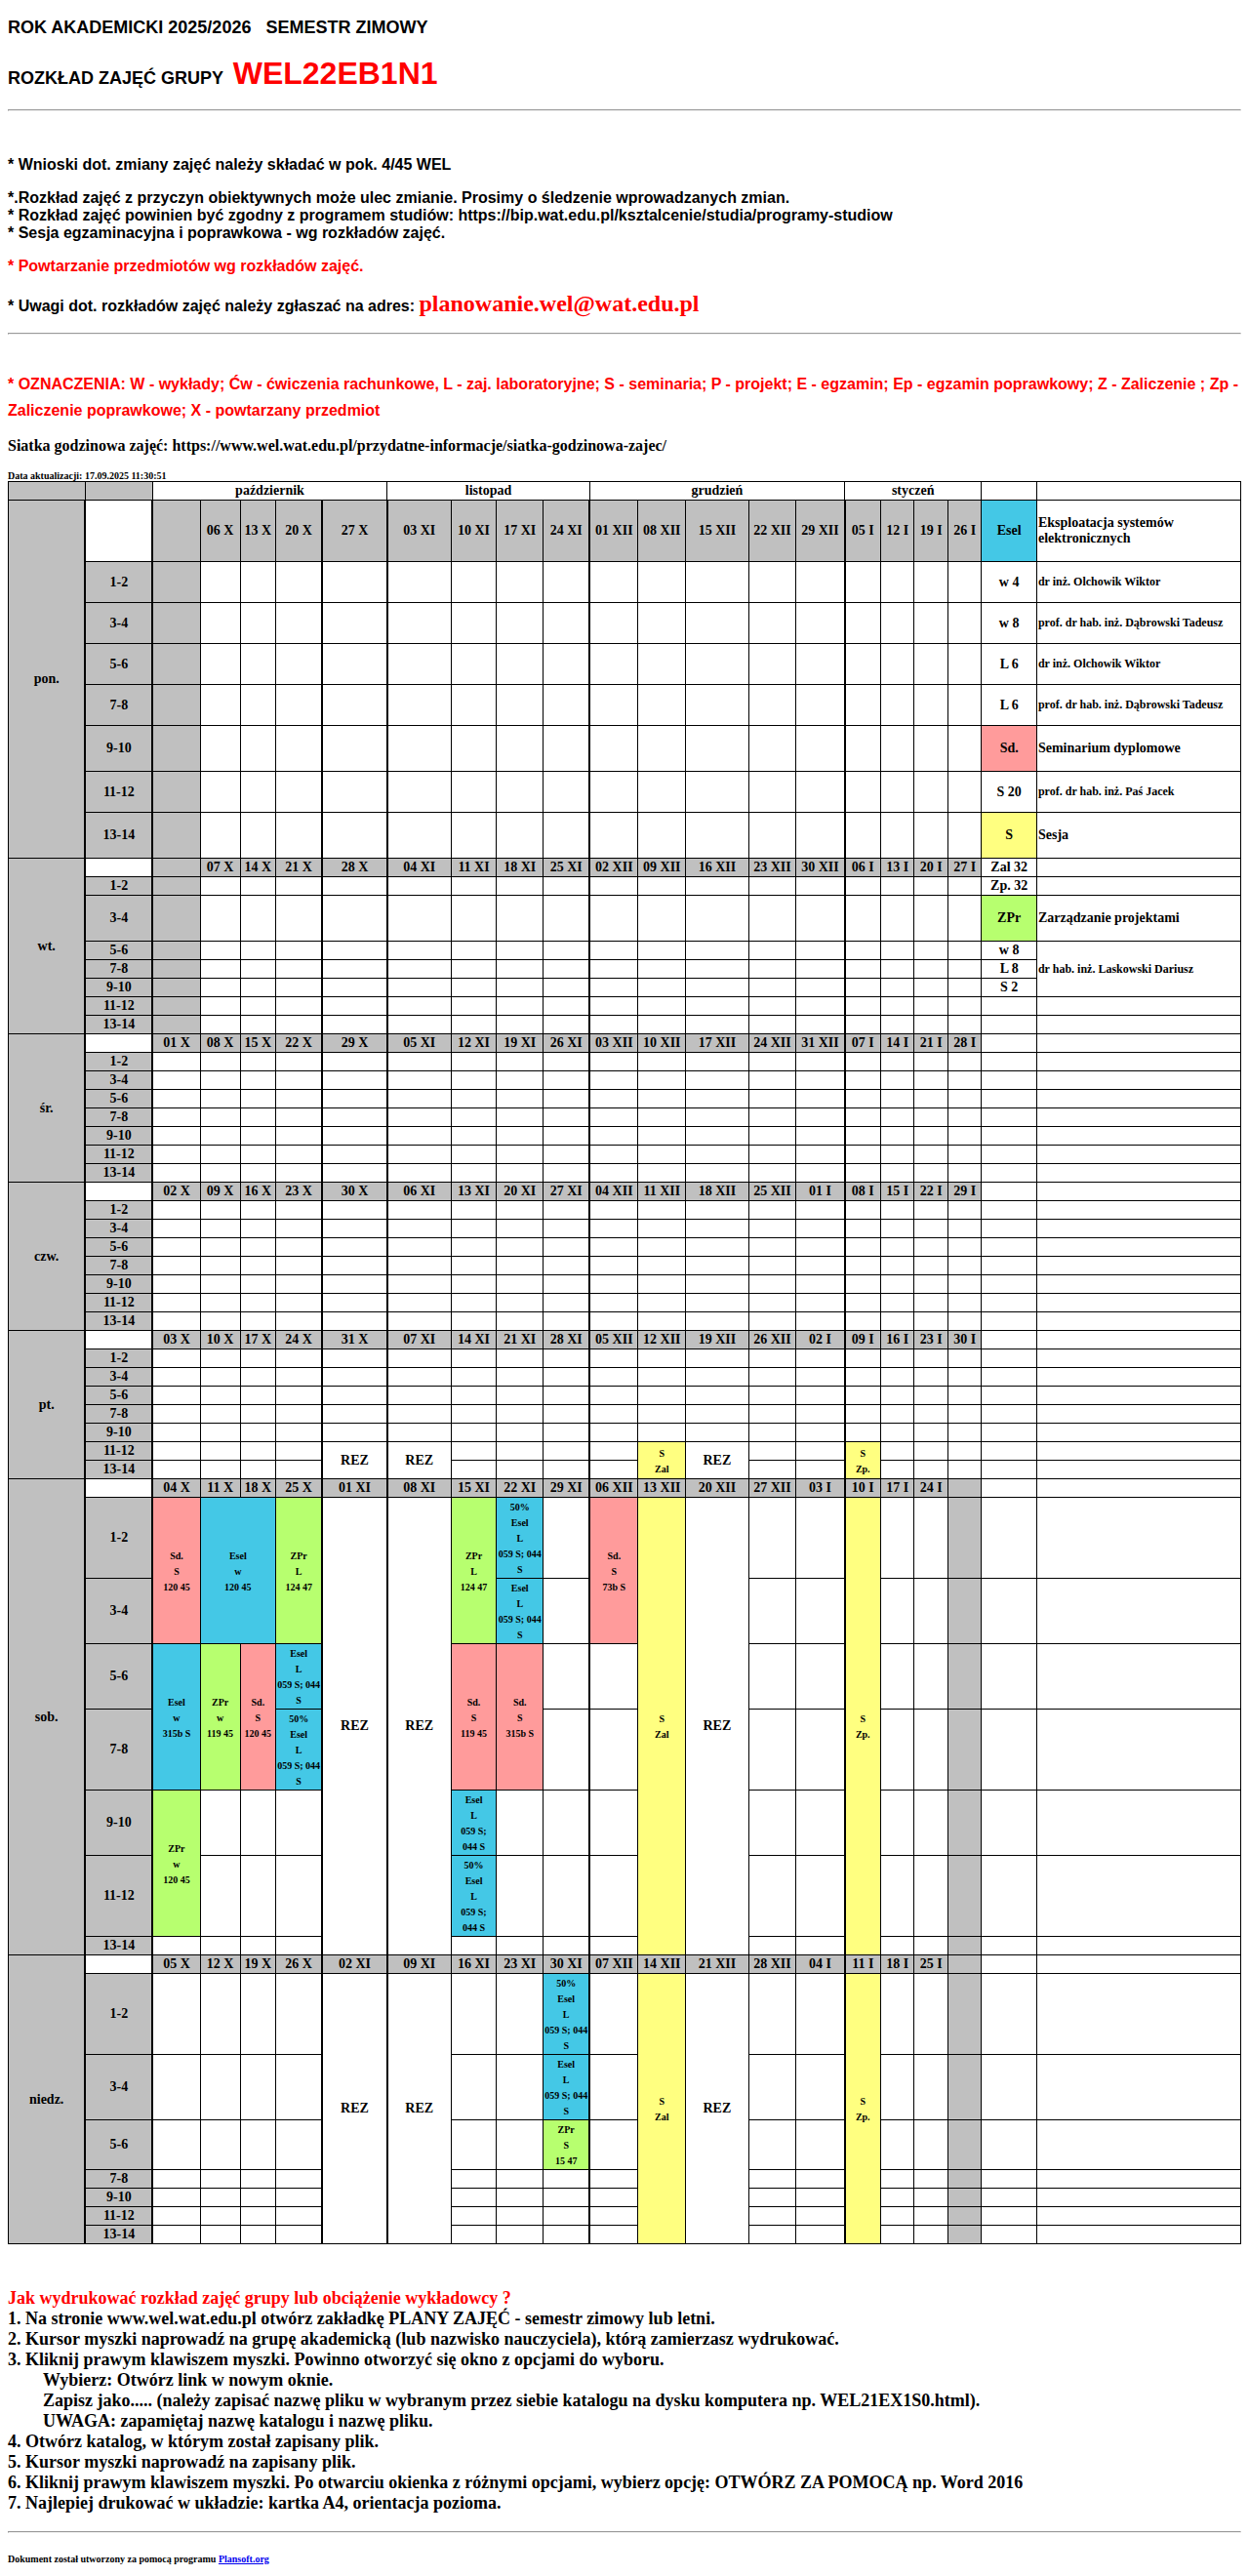 ROK AKADEMICKI 2025/2026 SEMESTR ZIMOWY
ROZKŁAD ZAJĘĆ GRUPY WEL22EB1N1
* Wnioski dot. zmiany zajęć należy składać w pok. 4/45 WEL
*.Rozkład zajęć z przyczyn obiektywnych może ulec zmianie. Prosimy o śledzenie wprowadzanych zmian.
* Rozkład zajęć powinien być zgodny z programem studiów: https://bip.wat.edu.pl/ksztalcenie/studia/programy-studiow
* Sesja egzaminacyjna i poprawkowa - wg rozkładów zajęć.
* Powtarzanie przedmiotów wg rozkładów zajęć.
* Uwagi dot. rozkładów zajęć należy zgłaszać na adres: planowanie.wel@wat.edu.pl
* OZNACZENIA: W - wykłady; Ćw - ćwiczenia rachunkowe, L - zaj. laboratoryjne; S - seminaria; P - projekt; E - egzamin; Ep - egzamin poprawkowy; Z - Zaliczenie ; Zp -
Zaliczenie poprawkowe; X - powtarzany przedmiot
Siatka godzinowa zajęć: https://www.wel.wat.edu.pl/przydatne-informacje/siatka-godzinowa-zajec/
Data aktualizacji: 17.09.2025 11:30:51
październik listopad grudzień styczeń
pon. 06 X 13 X 20 X 27 X 03 XI 10 XI 17 XI 24 XI 01 XII 08 XII 15 XII 22 XII 29 XII 05 I 12 I 19 I 26 I Esel Eksploatacja systemów elektronicznych
1-2 w 4 dr inż. Olchowik Wiktor
3-4 w 8 prof. dr hab. inż. Dąbrowski Tadeusz
5-6 L 6 dr inż. Olchowik Wiktor
7-8 L 6 prof. dr hab. inż. Dąbrowski Tadeusz
9-10 Sd. Seminarium dyplomowe
11-12 S 20 prof. dr hab. inż. Paś Jacek
13-14 S Sesja
wt. 07 X 14 X 21 X 28 X 04 XI 11 XI 18 XI 25 XI 02 XII 09 XII 16 XII 23 XII 30 XII 06 I 13 I 20 I 27 I Zal 32
1-2 Zp. 32
3-4 ZPr Zarządzanie projektami
5-6 w 8
7-8 L 8 dr hab. inż. Laskowski Dariusz
9-10 S 2
11-12
13-14
śr. 01 X 08 X 15 X 22 X 29 X 05 XI 12 XI 19 XI 26 XI 03 XII 10 XII 17 XII 24 XII 31 XII 07 I 14 I 21 I 28 I
1-2
3-4
5-6
7-8
9-10
11-12
13-14
czw. 02 X 09 X 16 X 23 X 30 X 06 XI 13 XI 20 XI 27 XI 04 XII 11 XII 18 XII 25 XII 01 I 08 I 15 I 22 I 29 I
1-2
3-4
5-6
7-8
9-10
11-12
13-14
pt. 03 X 10 X 17 X 24 X 31 X 07 XI 14 XI 21 XI 28 XI 05 XII 12 XII 19 XII 26 XII 02 I 09 I 16 I 23 I 30 I
1-2
3-4
5-6
7-8
9-10
11-12 REZ REZ S Zal REZ S Zp.
13-14
sob. 04 X 11 X 18 X 25 X 01 XI 08 XI 15 XI 22 XI 29 XI 06 XII 13 XII 20 XII 27 XII 03 I 10 I 17 I 24 I
1-2 Sd. S 120 45 Esel w 120 45 ZPr L 124 47 REZ REZ ZPr L 124 47 50% Esel L 059 S; 044 S Sd. S 73b S S Zal REZ S Zp.
3-4 Esel L 059 S; 044 S
5-6 Esel w 315b S ZPr w 119 45 Sd. S 120 45 Esel L 059 S; 044 S Sd. S 119 45 Sd. S 315b S
7-8 50% Esel L 059 S; 044 S
9-10 ZPr w 120 45 Esel L 059 S; 044 S
11-12 50% Esel L 059 S; 044 S
13-14
niedz. 05 X 12 X 19 X 26 X 02 XI 09 XI 16 XI 23 XI 30 XI 07 XII 14 XII 21 XII 28 XII 04 I 11 I 18 I 25 I
1-2 REZ REZ 50% Esel L 059 S; 044 S S Zal REZ S Zp.
3-4 Esel L 059 S; 044 S
5-6 ZPr S 15 47
7-8
9-10
11-12
13-14
Jak wydrukować rozkład zajęć grupy lub obciążenie wykładowcy ?
1. Na stronie www.wel.wat.edu.pl otwórz zakładkę PLANY ZAJĘĆ - semestr zimowy lub letni.
2. Kursor myszki naprowadź na grupę akademicką (lub nazwisko nauczyciela), którą zamierzasz wydrukować.
3. Kliknij prawym klawiszem myszki. Powinno otworzyć się okno z opcjami do wyboru.
Wybierz: Otwórz link w nowym oknie.
Zapisz jako..... (należy zapisać nazwę pliku w wybranym przez siebie katalogu na dysku komputera np. WEL21EX1S0.html).
UWAGA: zapamiętaj nazwę katalogu i nazwę pliku.
4. Otwórz katalog, w którym został zapisany plik.
5. Kursor myszki naprowadź na zapisany plik.
6. Kliknij prawym klawiszem myszki. Po otwarciu okienka z różnymi opcjami, wybierz opcję: OTWÓRZ ZA POMOCĄ np. Word 2016
7. Najlepiej drukować w układzie: kartka A4, orientacja pozioma.
Dokument został utworzony za pomocą programu Plansoft.org